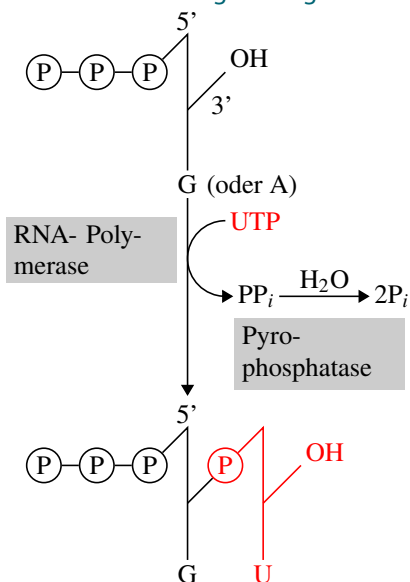 5’
P P P
OH
3’
G (oder A)
UTP
RNA- Poly-
merase
H2O
PPi
2Pi
Pyro-
phosphatase
5’
P P P P
OH
G
U